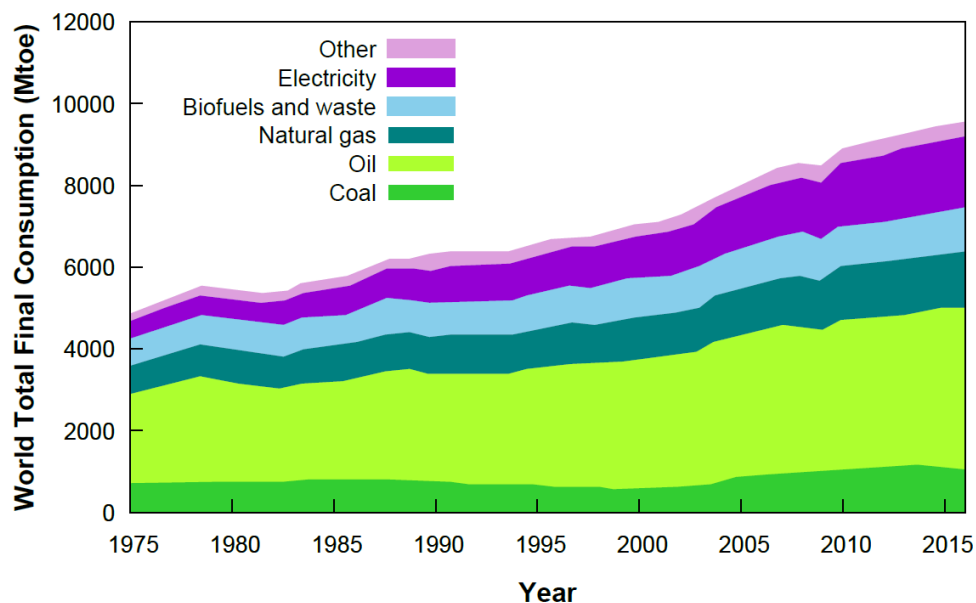 World Total Final Consumption (Mtoe)
12000
10000
8000
6000
4000
2000
0
Other
Electricity
Biofuels and waste
Natural gas
Oil
Coal
1975 1980 1985 1990 1995 2000 2005 2010 2015
Year